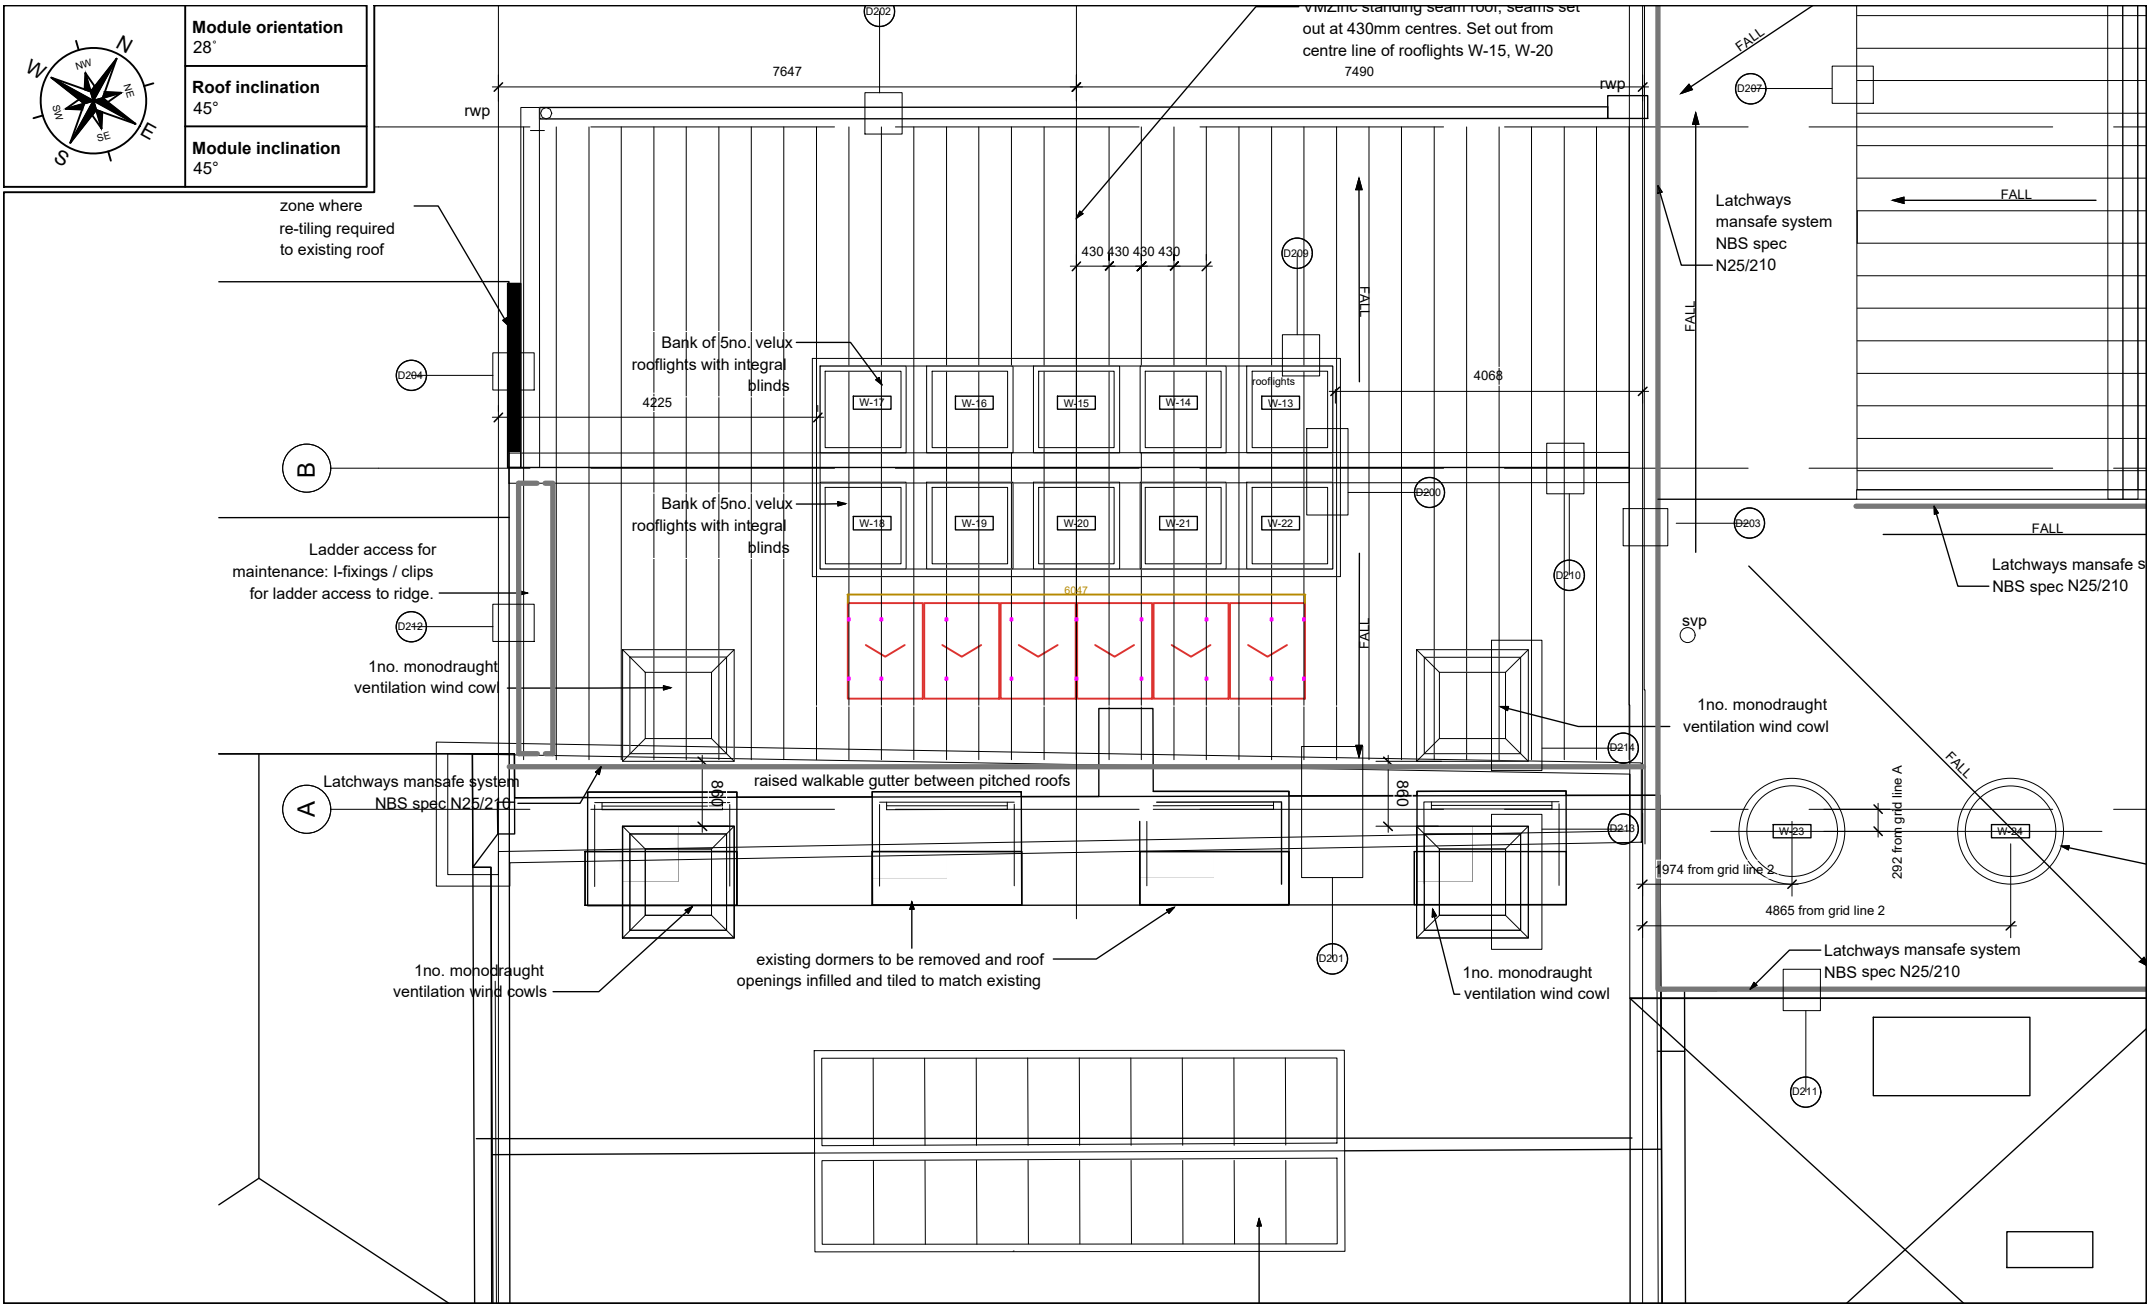 Module orientation
28°
Roof inclination
45°
Module inclination
45°
N
NW
W
NE
SW
SE
E
S
D202
VMZinc standing seam roof, seams set
out at 430mm centres. Set out from
centre line of rooflights W-15, W-20
7647
7490
rwp
rwp
FALL
D207
zone where
re-tiling required
to existing roof
430 430 430 430
D209
FALL
FALL
FALL
Latchways
mansafe system
NBS spec
N25/210
Bank of 5no. velux
rooflights with integral
blinds
D204
4225
4068
rooflights
W-17
W-16
W-15
W-14
W-13
B
Bank of 5no. velux
rooflights with integral
blinds
W-18
W-19
W-20
W-21
W-22
D200
D203
FALL
Ladder access for
maintenance: I-fixings / clips
for ladder access to ridge.
D210
Latchways mansafe s
NBS spec N25/210
6047
D212
FALL
svp
1no. monodraught
ventilation wind cowl
1no. monodraught
ventilation wind cowl
D214
FALL
Latchways mansafe system
NBS spec N25/210
raised walkable gutter between pitched roofs
860
860
A
D213
W-23
W-24
292 from grid line A
1974 from grid line 2
4865 from grid line 2
existing dormers to be removed and roof
openings infilled and tiled to match existing
D201
1no. monodraught
ventilation wind cowls
1no. monodraught
ventilation wind cowl
Latchways mansafe system
NBS spec N25/210
D211